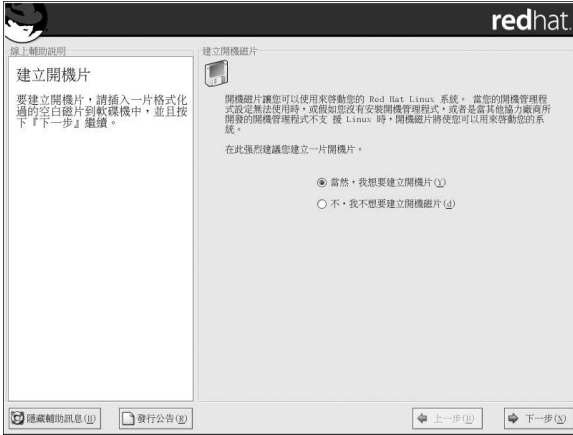 redhat.
線上輔助說明
建立開機片
要建立開機片，請插入一片格式化
過的空白磁片到軟碟機中，並且按
下『下一步』繼續。
建立開機磁片
開機磁片讓您可以使用來啓動您的 Red Hat Linux 系統。 當您的開機管理程
式設定無法使用時，或假如您沒有安裝開機管理程式，或者是當其他協力廠商所
開發的開機管理程式不支 援 Linux 時，開機磁片將使您可以用來啓動您的系
統。
在此强烈建議您建立一片開機片。
當然，我想要建立開機片(Y)
不，我不想要建立開機磁片(d)
隱藏輔助訊息(H)
發行公告(R)
上一步(B)
下一步(N)